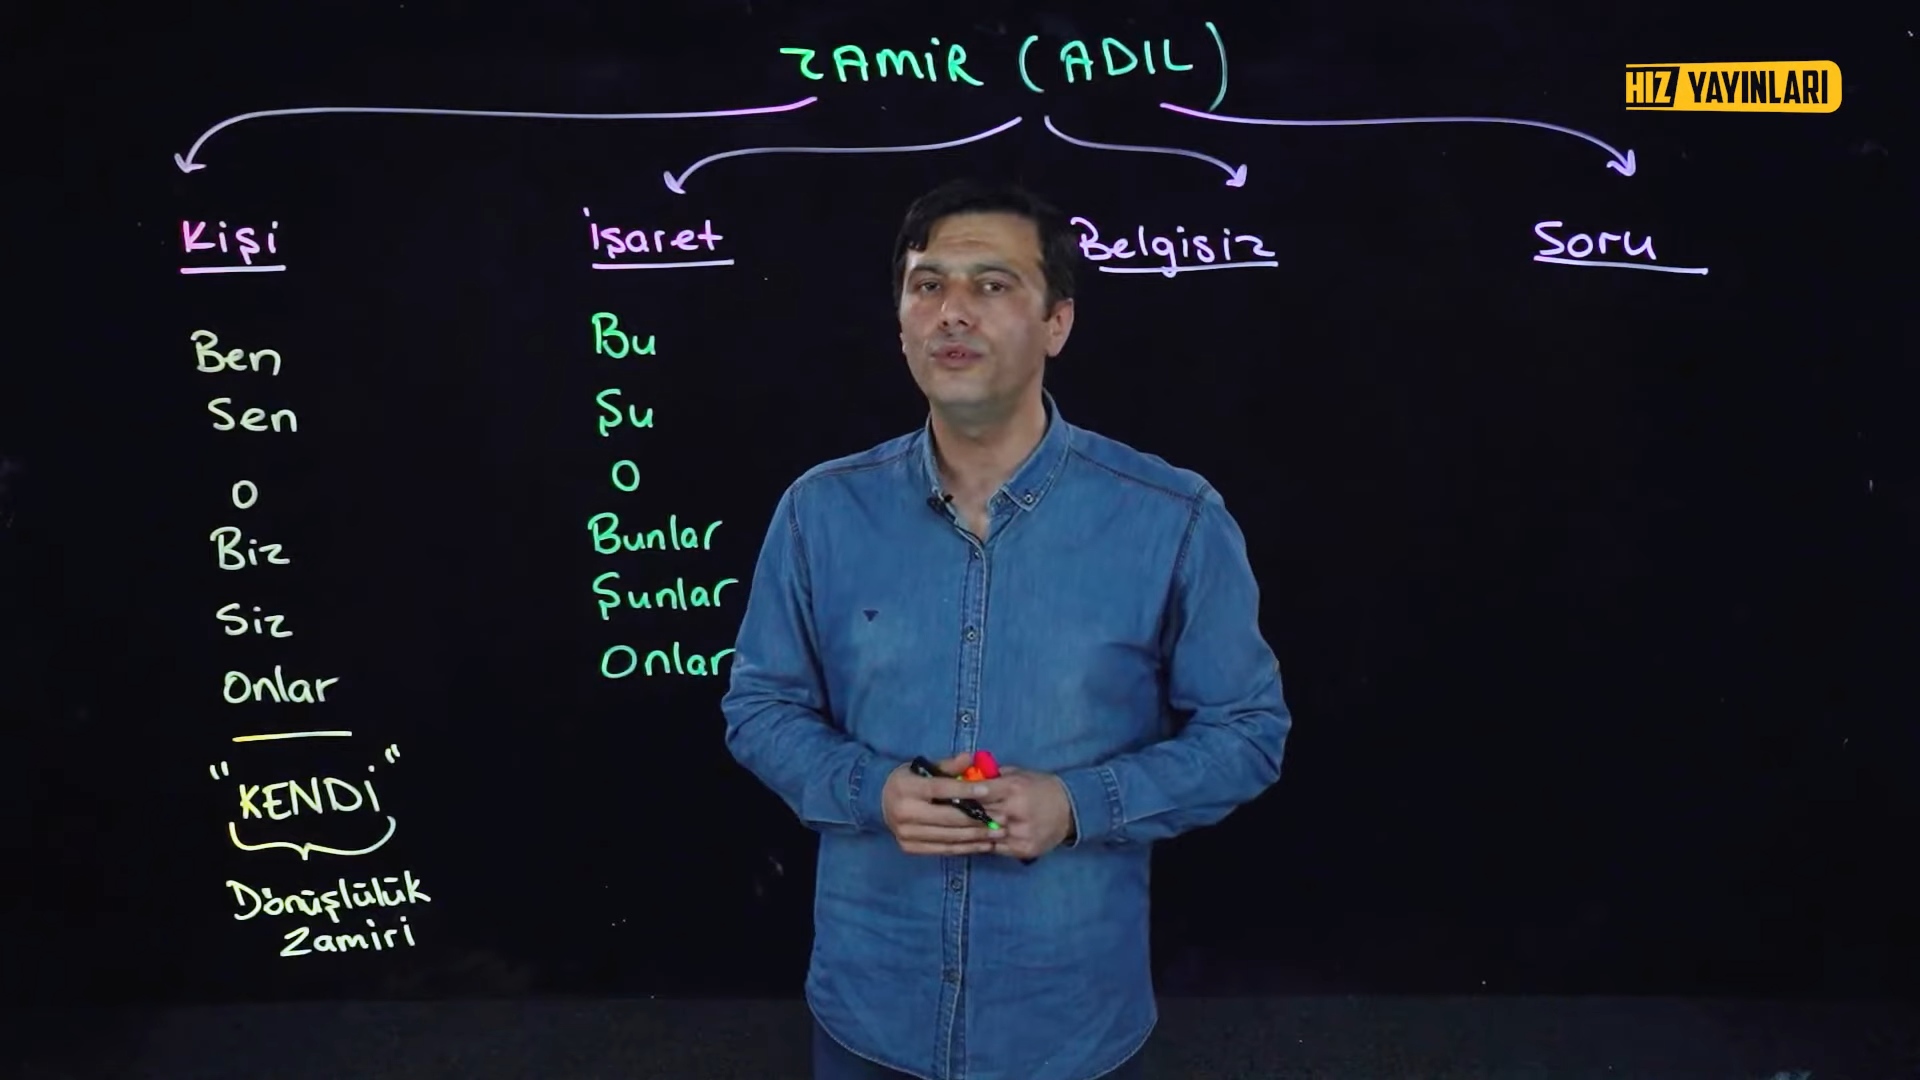 ZAMİR (ADIL)
HIZ YAYINLARI
Kişi
Ben
Sen
O
Biz
Siz
Onlar
"KENDİ"
Dönüşlülük
Zamiri
İşaret
Bu
Şu
O
Bunlar
Şunlar
Onlar
Belgisiz
Soru